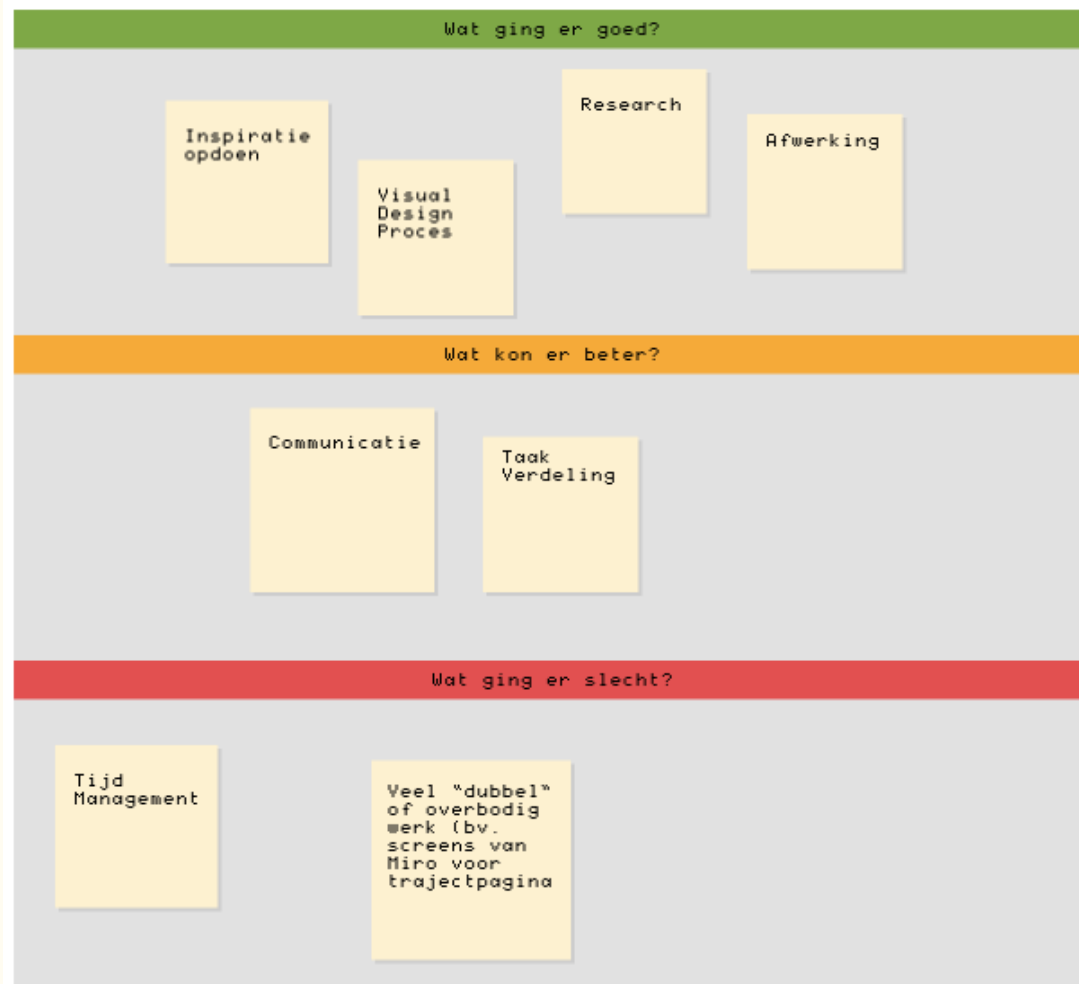 Wat ging er goed?
Inspiratie
opdoen
Visual
Design
Proces
Research
Afwerking
Wat kon er beter?
Communicatie
Taak
Verdeling
Wat ging er slecht?
Tijd
Management
Veel "dubbel"
of overbodig
werk (bv.
screens van
Miro voor
trajectpagina